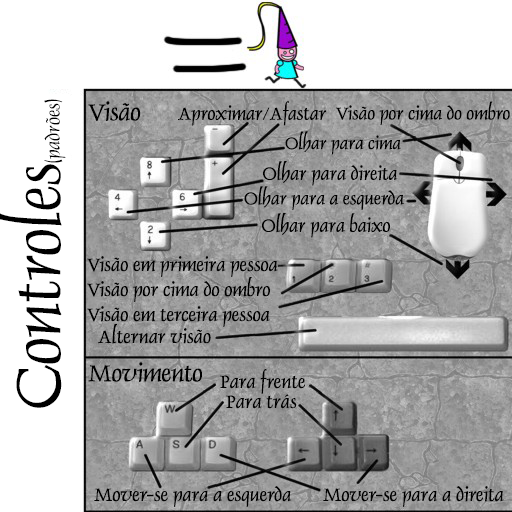 Controles (padrões)
Visão
Aproximar/Afastar
Visão por cima do ombro
Olhar para cima
Olhar para direita
Olhar para a esquerda
Olhar para baixo
-
+
8
4
6
2
Visão em primeira pessoa
Visão por cima do ombro
Visão em terceira pessoa
Alternar visão
1
2
3
Movimento
Para frente
Para trás
W
A
S
D
↑
←
↓
→
Mover-se para a esquerda
Mover-se para a direita